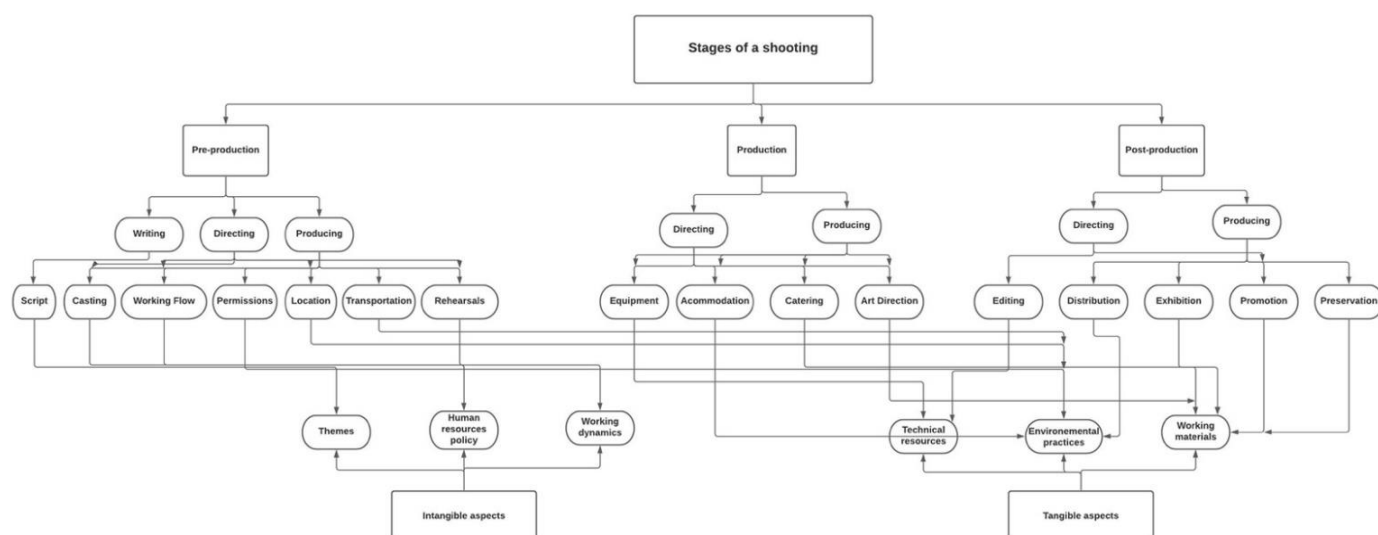 Stages of a shooting
Pre-production
Production
Post-production
Writing
Directing
Producing
Directing
Producing
Directing
Producing
Script
Casting
Working Flow
Permissions
Location
Transportation
Rehearsals
Equipment
Acommodation
Catering
Art Direction
Editing
Distribution
Exhibition
Promotion
Preservation
Themes
Human
resources
policy
Working
dynamics
Technical
resources
Environemental
practices
Working
materials
Intangible aspects
Tangible aspects